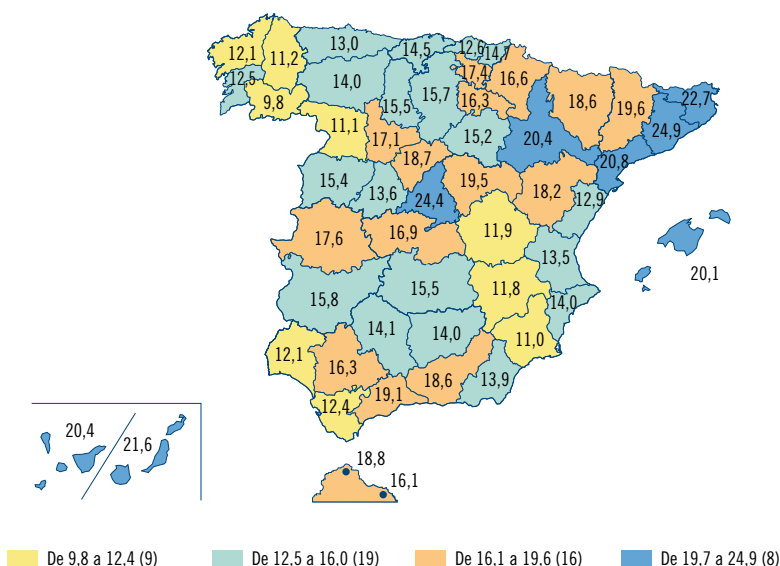 12,1 11,2 13,0 14,5 12,6 14,7
12,5 14,0 15,5 15,7 17,4 16,6 16,3 18,6 19,6 22,7
9,8 11,1 17,1 15,2 20,4 24,9
18,7 20,8
15,4 13,6 24,4 19,5 18,2 12,9
17,6 16,9 11,9 13,5 20,1
15,8 15,5 11,8 14,0
14,1 14,0 11,0
12,1 16,3 18,6 13,9
12,4 19,1
20,4 21,6
18,8
16,1
De 9,8 a 12,4 (9) De 12,5 a 16,0 (19) De 16,1 a 19,6 (16) De 19,7 a 24,9 (8)